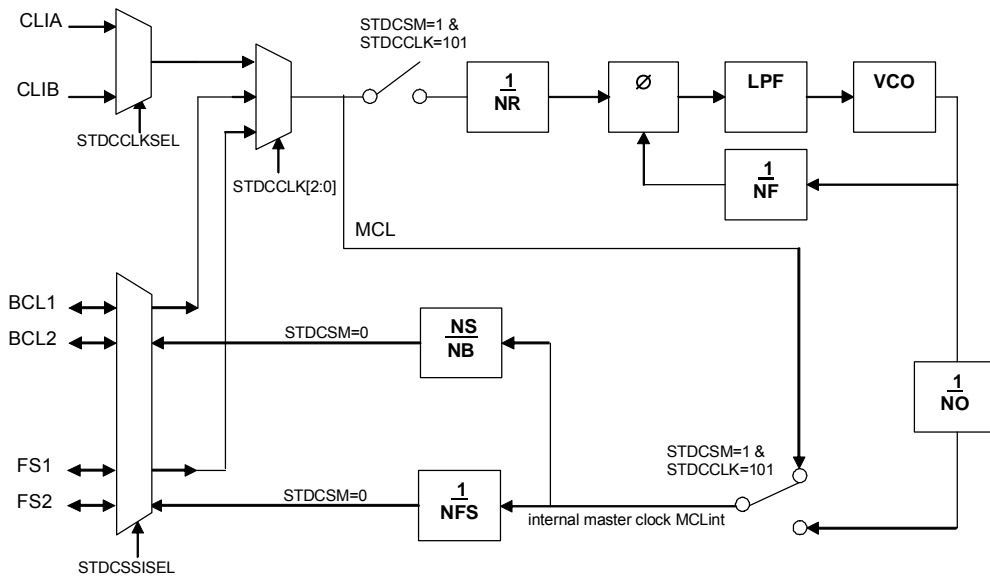 CLIA
CLIB
STDCCLKSEL
STDCCLK[2:0]
STDCSM=1 &
STDCCLK=101
1
NR
Ø
LPF
VCO
1
NF
MCL
BCL1
BCL2
STDCSM=0
NS
NB
1
NO
FS1
FS2
STDCSM=0
1
NFS
STDCSM=1 &
STDCCLK=101
internal master clock MCLint
STDCSSISEL